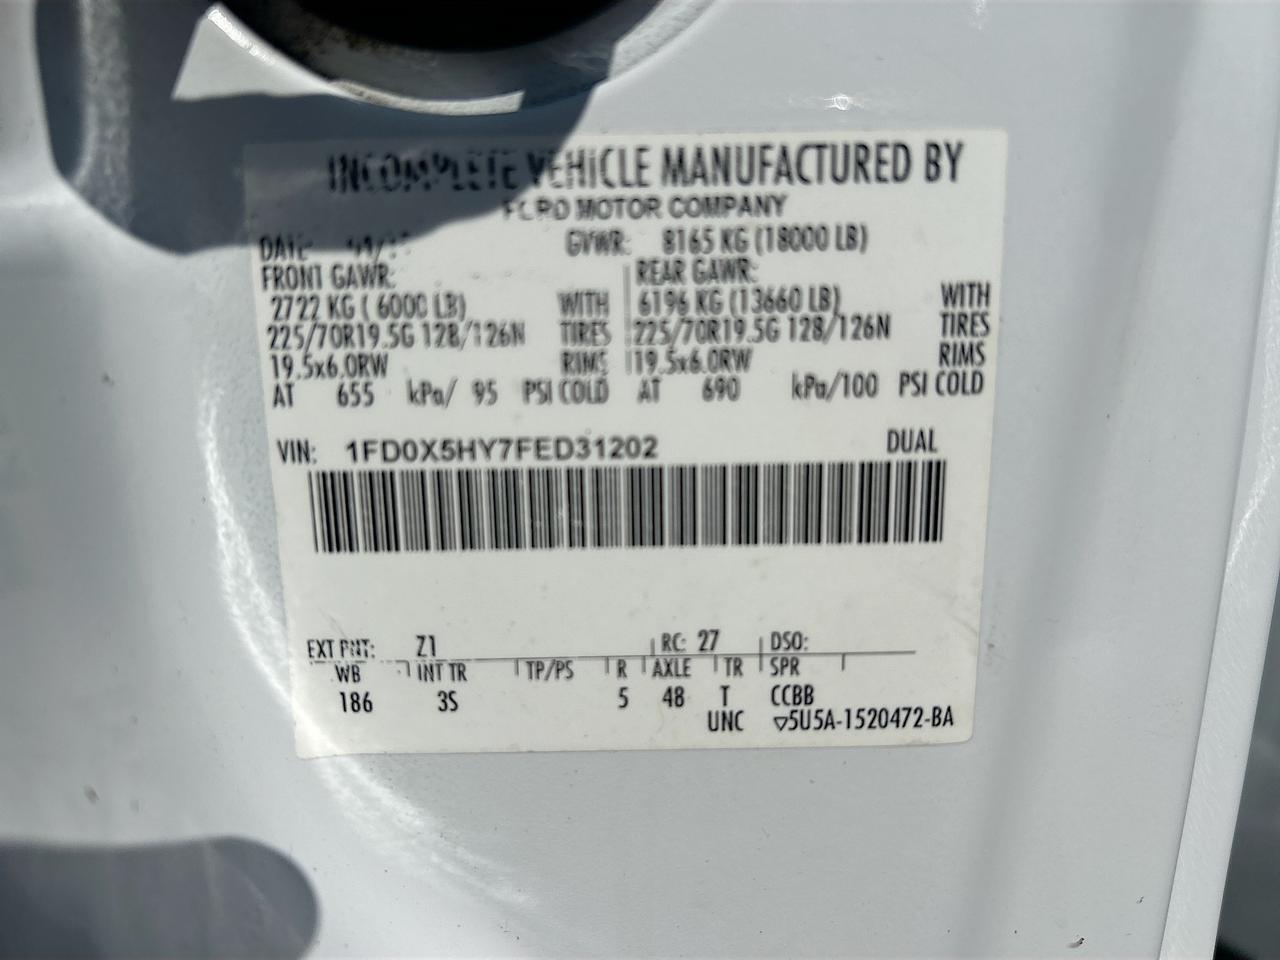 INCOMPLETE VEHICLE MANUFACTURED BY
FORD MOTOR COMPANY
DATE: GVWR: 8165 KG (18000 LB)
FRONT GAWR: REAR GAWR:
2722 KG ( 6000 LB) WITH 6196 KG (13660 LB) WITH
225/70R19.5G 128/126N TIRES 225/70R19.5G 128/126N TIRES
19.5x6.0RW RIMS 19.5x6.0RW RIMS
AT 655 kPa/ 95 PSI COLD AT 690 kPa/100 PSI COLD
VIN: 1FD0X5HY7FED31202 DUAL
EXT PNT: Z1 RC: 27 DSO:
WB INT TR TP/PS R AXLE TR SPR
186 3S 5 48 T CCBB
UNC ▽5U5A-1520472-BA